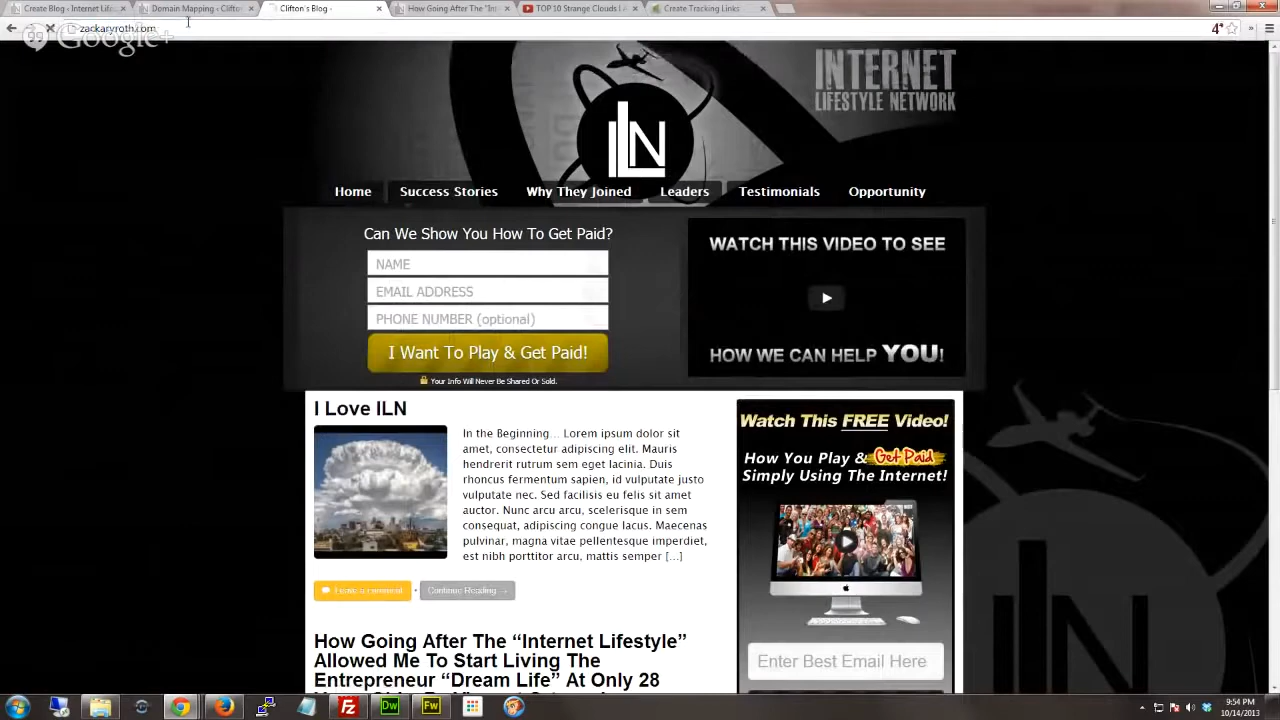 Create Blog - Internet Lifes
Domain Mapping ‹ Clifton
Clifton's Blog -
How Going After The "Int
TOP 10 Strange Clouds
Create Tracking Links
zackaryroth.com
Google+
INTERNET
LIFESTYLE NETWORK
ILN
Home
Success Stories
Why They Joined
Leaders
Testimonials
Opportunity
Can We Show You How To Get Paid?
NAME
EMAIL ADDRESS
PHONE NUMBER (optional)
I Want To Play & Get Paid!
Your Info Will Never Be Shared Or Sold.
WATCH THIS VIDEO TO SEE
HOW WE CAN HELP YOU!
I Love ILN
In the Beginning… Lorem ipsum dolor sit
amet, consectetur adipiscing elit. Mauris
hendrerit rutrum sem eget lacinia. Duis
rhoncus fermentum sapien, id vulputate justo
vulputate nec. Sed facilisis eu felis sit amet
auctor. Nunc arcu arcu, scelerisque in sem
consequat, adipiscing congue lacus. Maecenas
pulvinar, magna vitae pellentesque imperdiet,
est nibh porttitor arcu, mattis semper […]
Leave a comment
•
Continue Reading →
How Going After The “Internet Lifestyle”
Allowed Me To Start Living The
Entrepreneur “Dream Life” At Only 28
Watch This FREE Video!
How You Play & Get Paid
Simply Using The Internet!
Enter Best Email Here
Fz
Dw
Fw
9:54 PM
10/14/2013